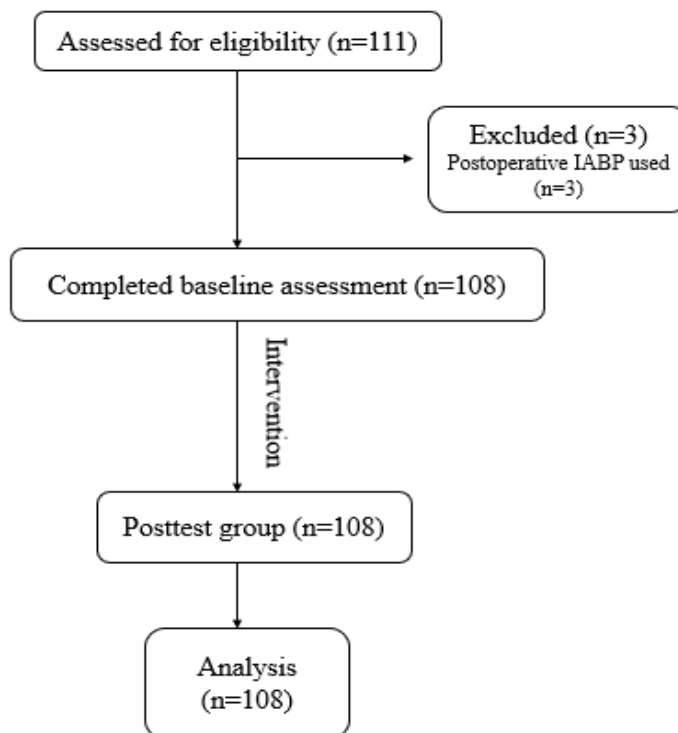 Assessed for eligibility (n=111)
Excluded (n=3)
Postoperative IABP used
(n=3)
Completed baseline assessment (n=108)
Intervention
Posttest group (n=108)
Analysis
(n=108)